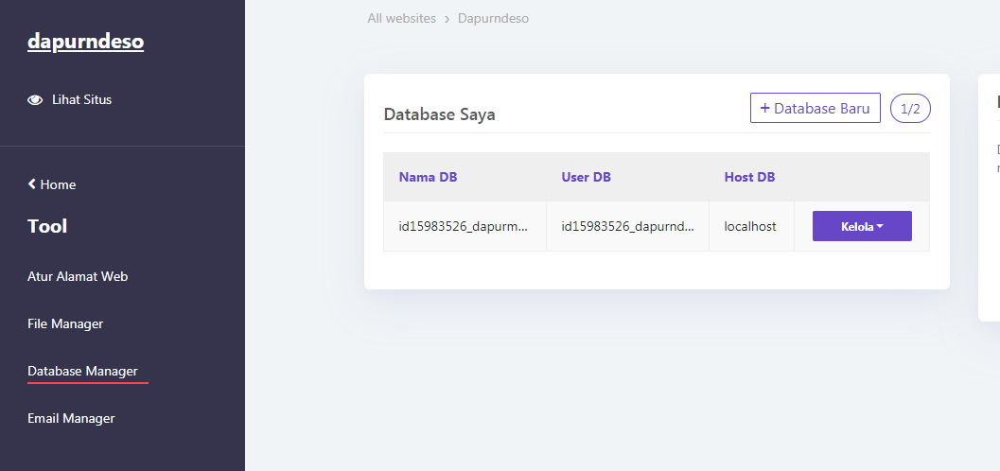 dapurndeso
Lihat Situs
Home
Tool
Atur Alamat Web
File Manager
Database Manager
Email Manager
All websites › Dapurndeso
Database Saya
+ Database Baru
1/2
Nama DB User DB Host DB
id15983526_dapurm... id15983526_dapurnd... localhost Kelola